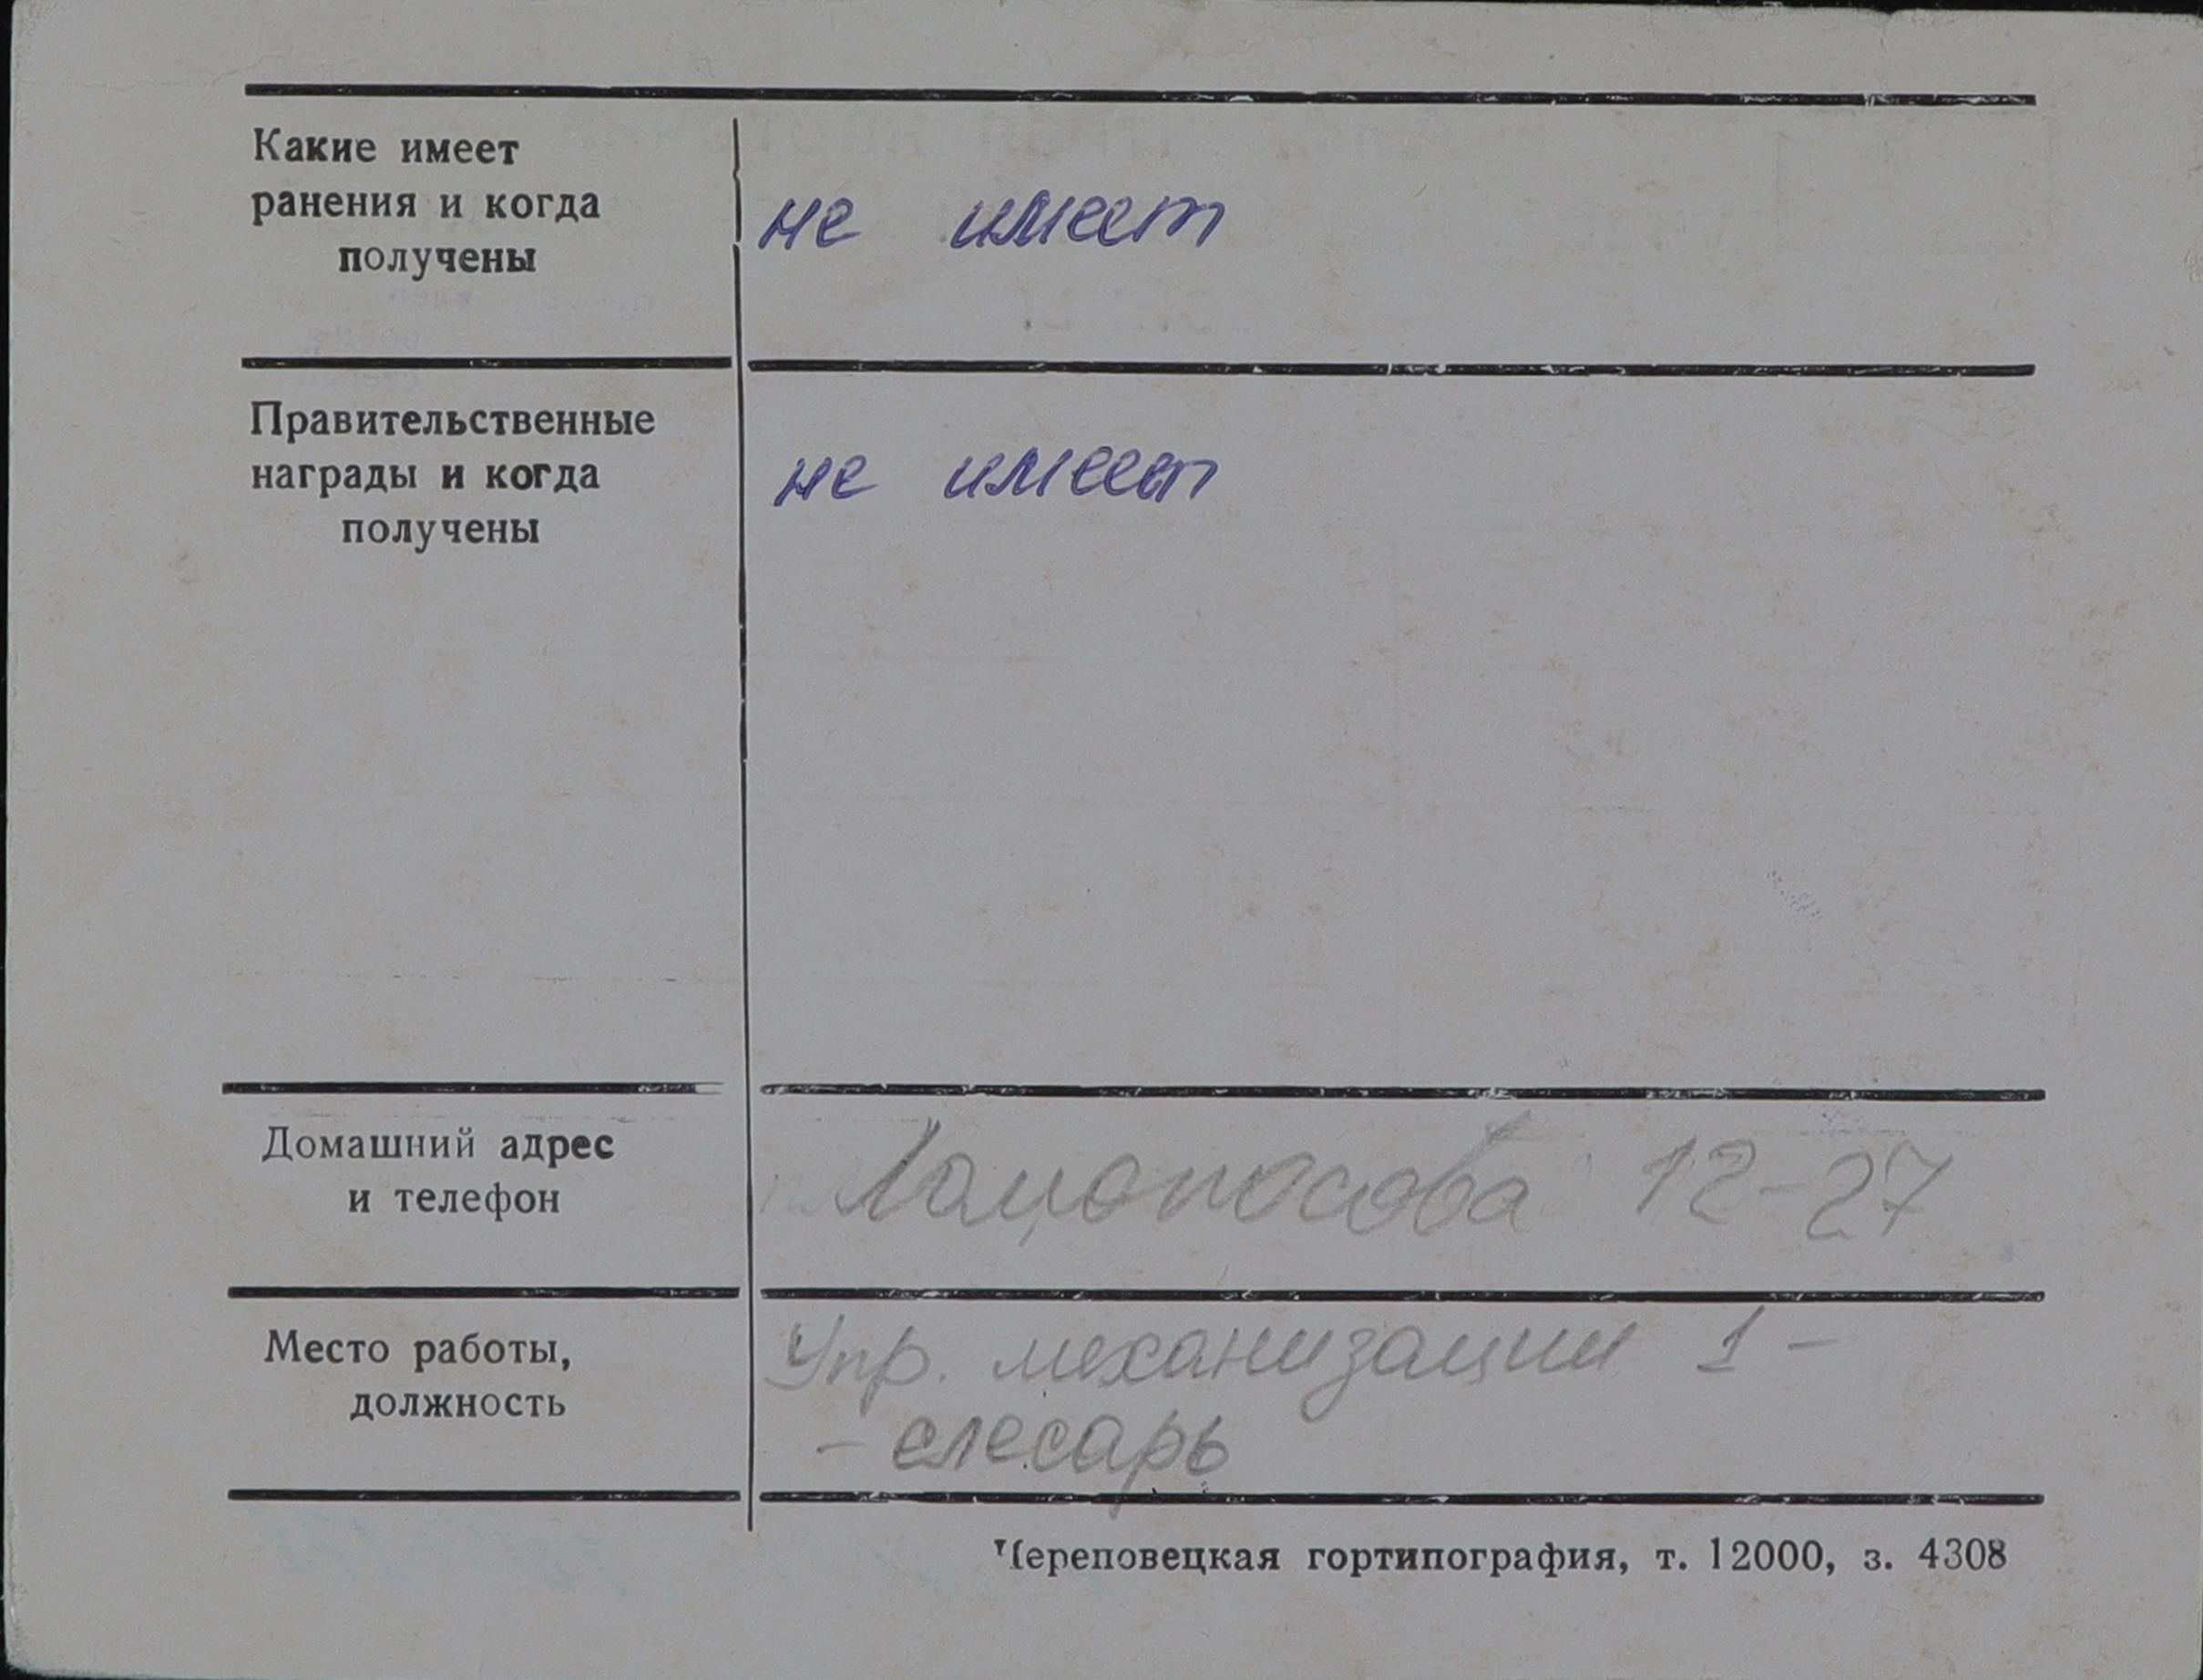 Какие имеет
ранения и когда
получены
не имеет
Правительственные
награды и когда
получены
не имеет
Домашний адрес
и телефон
Ломоносова 12-27
Место работы,
должность
Упр. механизации 1 -
- слесарь
Череповецкая гортипография, т. 12000, з. 4308